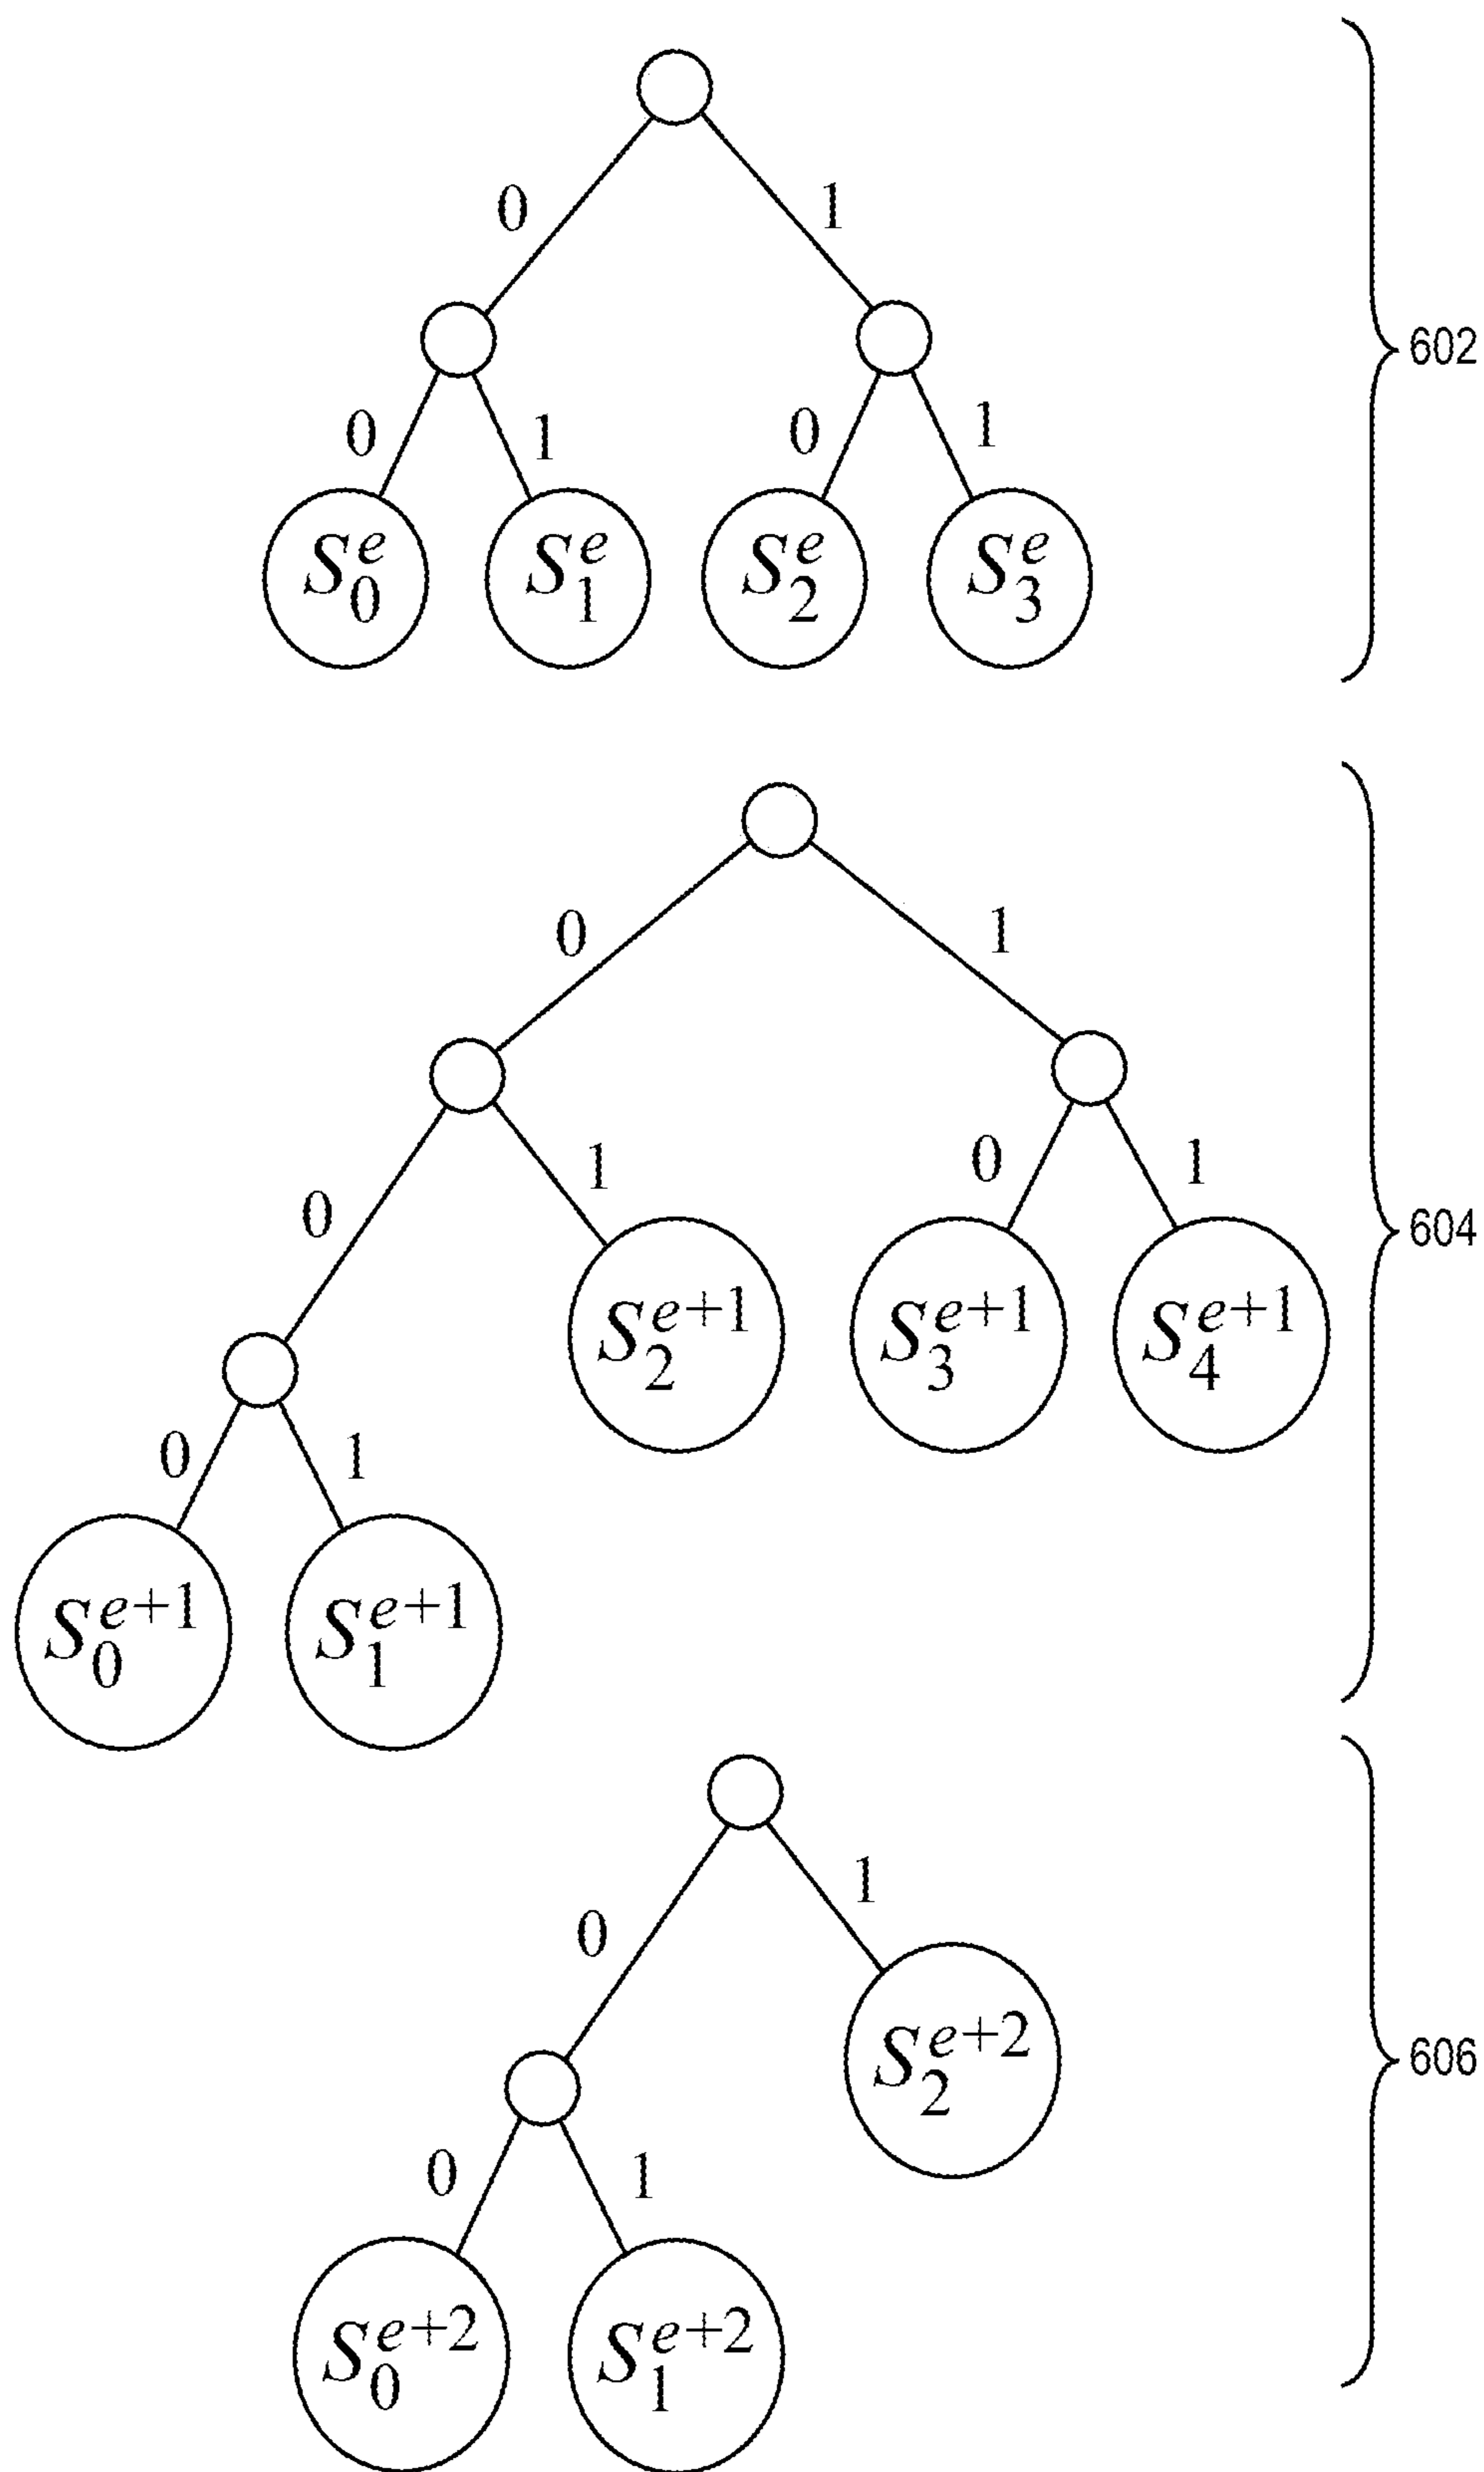 0 1
602
0 1 0 1
S_0^e S_1^e S_2^e S_3^e
0 1
0 1 0 1
604
S_2^{e+1} S_3^{e+1} S_4^{e+1}
0 1
S_0^{e+1} S_1^{e+1}
1
0
606
S_2^{e+2}
0 1
S_0^{e+2} S_1^{e+2}